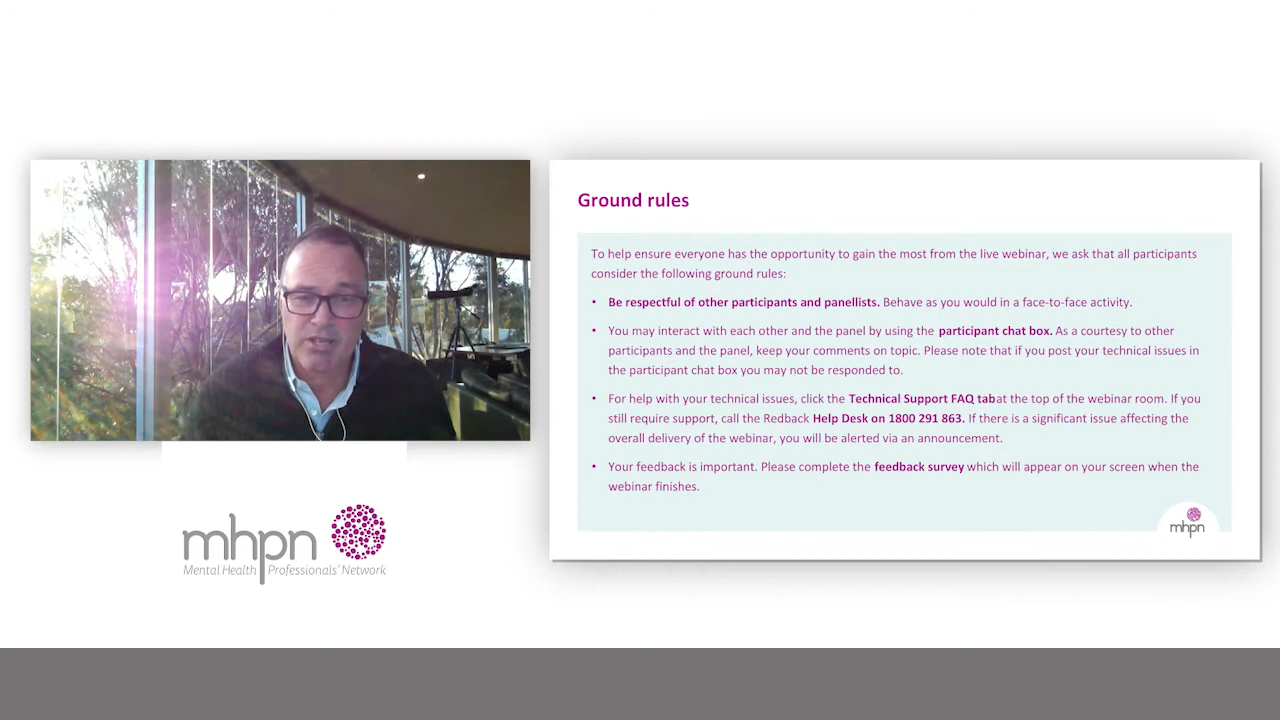 Ground rules
To help ensure everyone has the opportunity to gain the most from the live webinar, we ask that all participants
consider the following ground rules:
• Be respectful of other participants and panellists. Behave as you would in a face-to-face activity.
• You may interact with each other and the panel by using the participant chat box. As a courtesy to other
participants and the panel, keep your comments on topic. Please note that if you post your technical issues in
the participant chat box you may not be responded to.
• For help with your technical issues, click the Technical Support FAQ tabat the top of the webinar room. If you
still require support, call the Redback Help Desk on 1800 291 863. If there is a significant issue affecting the
overall delivery of the webinar, you will be alerted via an announcement.
• Your feedback is important. Please complete the feedback survey which will appear on your screen when the
webinar finishes.
mhpn
mhpn
Mental Health Professionals' Network